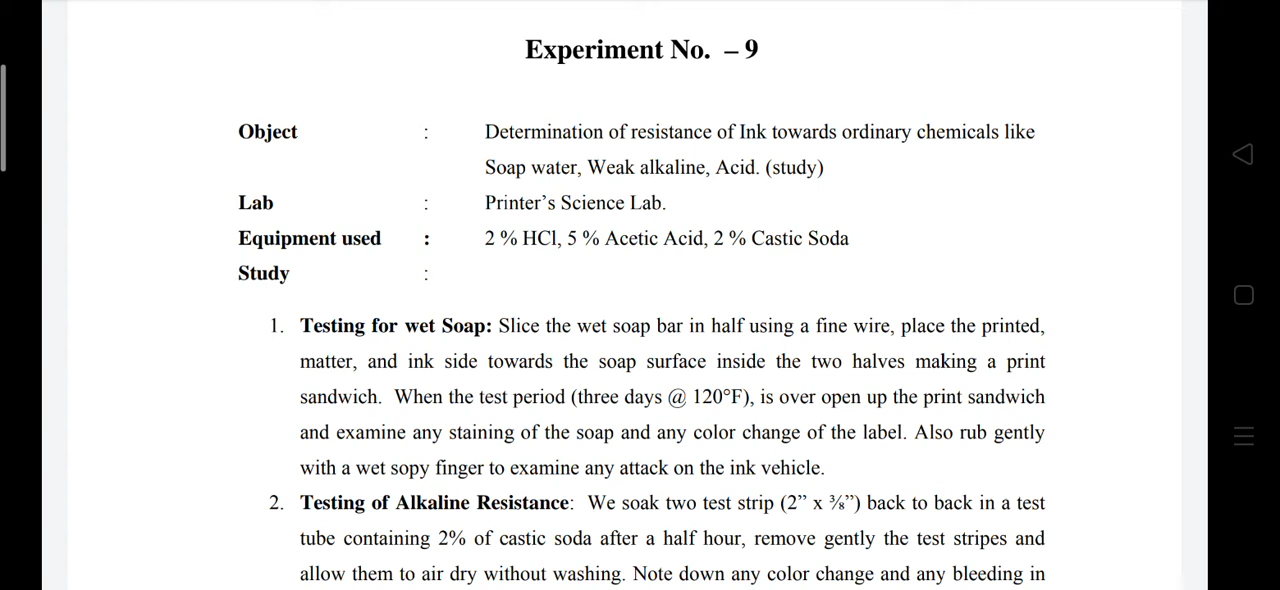 Experiment No. – 9
Object : Determination of resistance of Ink towards ordinary chemicals like
Soap water, Weak alkaline, Acid. (study)
Lab : Printer’s Science Lab.
Equipment used : 2 % HCl, 5 % Acetic Acid, 2 % Castic Soda
Study :
1. Testing for wet Soap: Slice the wet soap bar in half using a fine wire, place the printed,
matter, and ink side towards the soap surface inside the two halves making a print
sandwich. When the test period (three days @ 120°F), is over open up the print sandwich
and examine any staining of the soap and any color change of the label. Also rub gently
with a wet sopy finger to examine any attack on the ink vehicle.
2. Testing of Alkaline Resistance: We soak two test strip (2” x ⅜”) back to back in a test
tube containing 2% of castic soda after a half hour, remove gently the test stripes and
allow them to air dry without washing. Note down any color change and any bleeding in